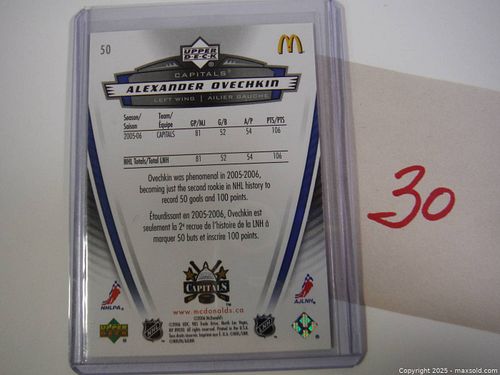 50
UPPER DECK
CAPITALS
ALEXANDER OVECHKIN
LEFT WING | AILIER GAUCHE
Season/ Saison Team/ Équipe GP/MJ G/B A/P PTS/PTS
2005-06 CAPITALS 81 52 54 106
NHL Totals/Total LNH 81 52 54 106
Ovechkin was phenomenal in 2005-2006,
becoming just the second rookie in NHL history to
record 50 goals and 100 points.
Étourdissant en 2005-2006, Ovechkin est
seulement la 2e recrue de l'histoire de la LNH à
marquer 50 buts et inscrire 100 points.
CAPITALS
NHLPA
AJLNH
www.mcdonalds.ca
©2006 McDonald's
UPPER DECK
30
Copyright 2025 - maxsold.com